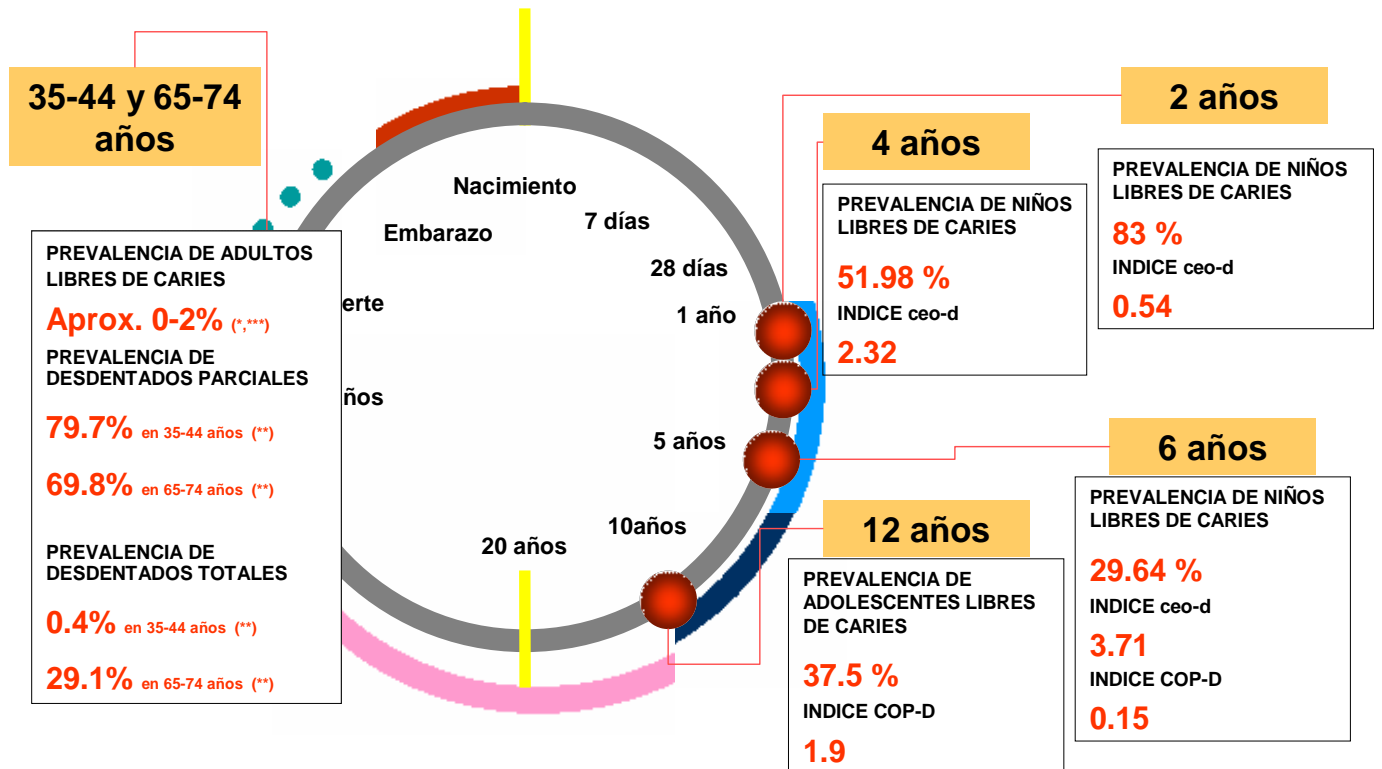 35-44 y 65-74
años
PREVALENCIA DE ADULTOS
LIBRES DE CARIES
Aprox. 0-2% (*,***)
PREVALENCIA DE
DESDENTADOS PARCIALES
79.7% en 35-44 años (**)
69.8% en 65-74 años (**)
PREVALENCIA DE
DESDENTADOS TOTALES
0.4% en 35-44 años (**)
29.1% en 65-74 años (**)
Nacimiento
Embarazo
7 días
28 días
1 año
erte
ños
5 años
10años
20 años
2 años
PREVALENCIA DE NIÑOS
LIBRES DE CARIES
83 %
INDICE ceo-d
0.54
4 años
PREVALENCIA DE NIÑOS
LIBRES DE CARIES
51.98 %
INDICE ceo-d
2.32
6 años
PREVALENCIA DE NIÑOS
LIBRES DE CARIES
29.64 %
INDICE ceo-d
3.71
INDICE COP-D
0.15
12 años
PREVALENCIA DE
ADOLESCENTES LIBRES
DE CARIES
37.5 %
INDICE COP-D
1.9